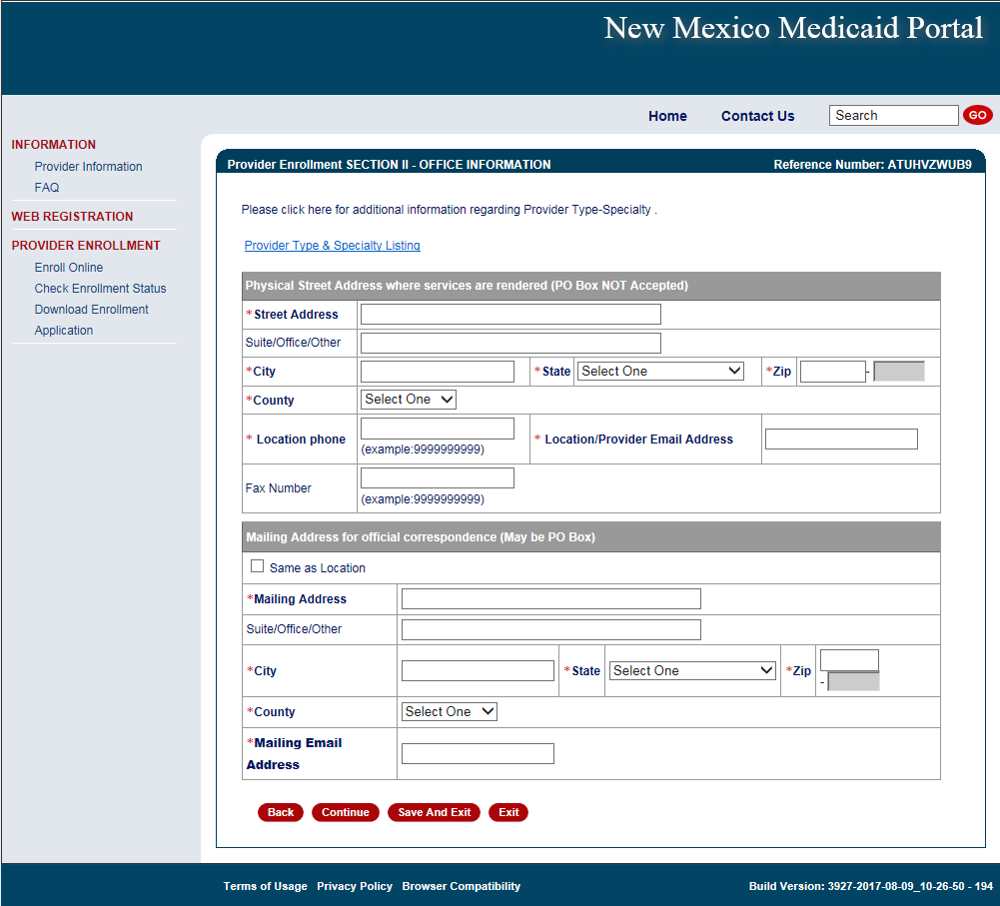 New Mexico Medicaid Portal
Home Contact Us Search GO
INFORMATION
Provider Information
FAQ
WEB REGISTRATION
PROVIDER ENROLLMENT
Enroll Online
Check Enrollment Status
Download Enrollment
Application
Provider Enrollment SECTION II - OFFICE INFORMATION Reference Number: ATUHVZWUB9
Please click here for additional information regarding Provider Type-Specialty .
Provider Type & Specialty Listing
Physical Street Address where services are rendered (PO Box NOT Accepted)
*Street Address
Suite/Office/Other
*City *State Select One *Zip -
*County Select One
* Location phone (example:9999999999) * Location/Provider Email Address
Fax Number (example:9999999999)
Mailing Address for official correspondence (May be PO Box)
Same as Location
*Mailing Address
Suite/Office/Other
*City *State Select One *Zip -
*County Select One
*Mailing Email
Address
Back Continue Save And Exit Exit
Terms of Usage Privacy Policy Browser Compatibility Build Version: 3927-2017-08-09_10-26-50 - 194